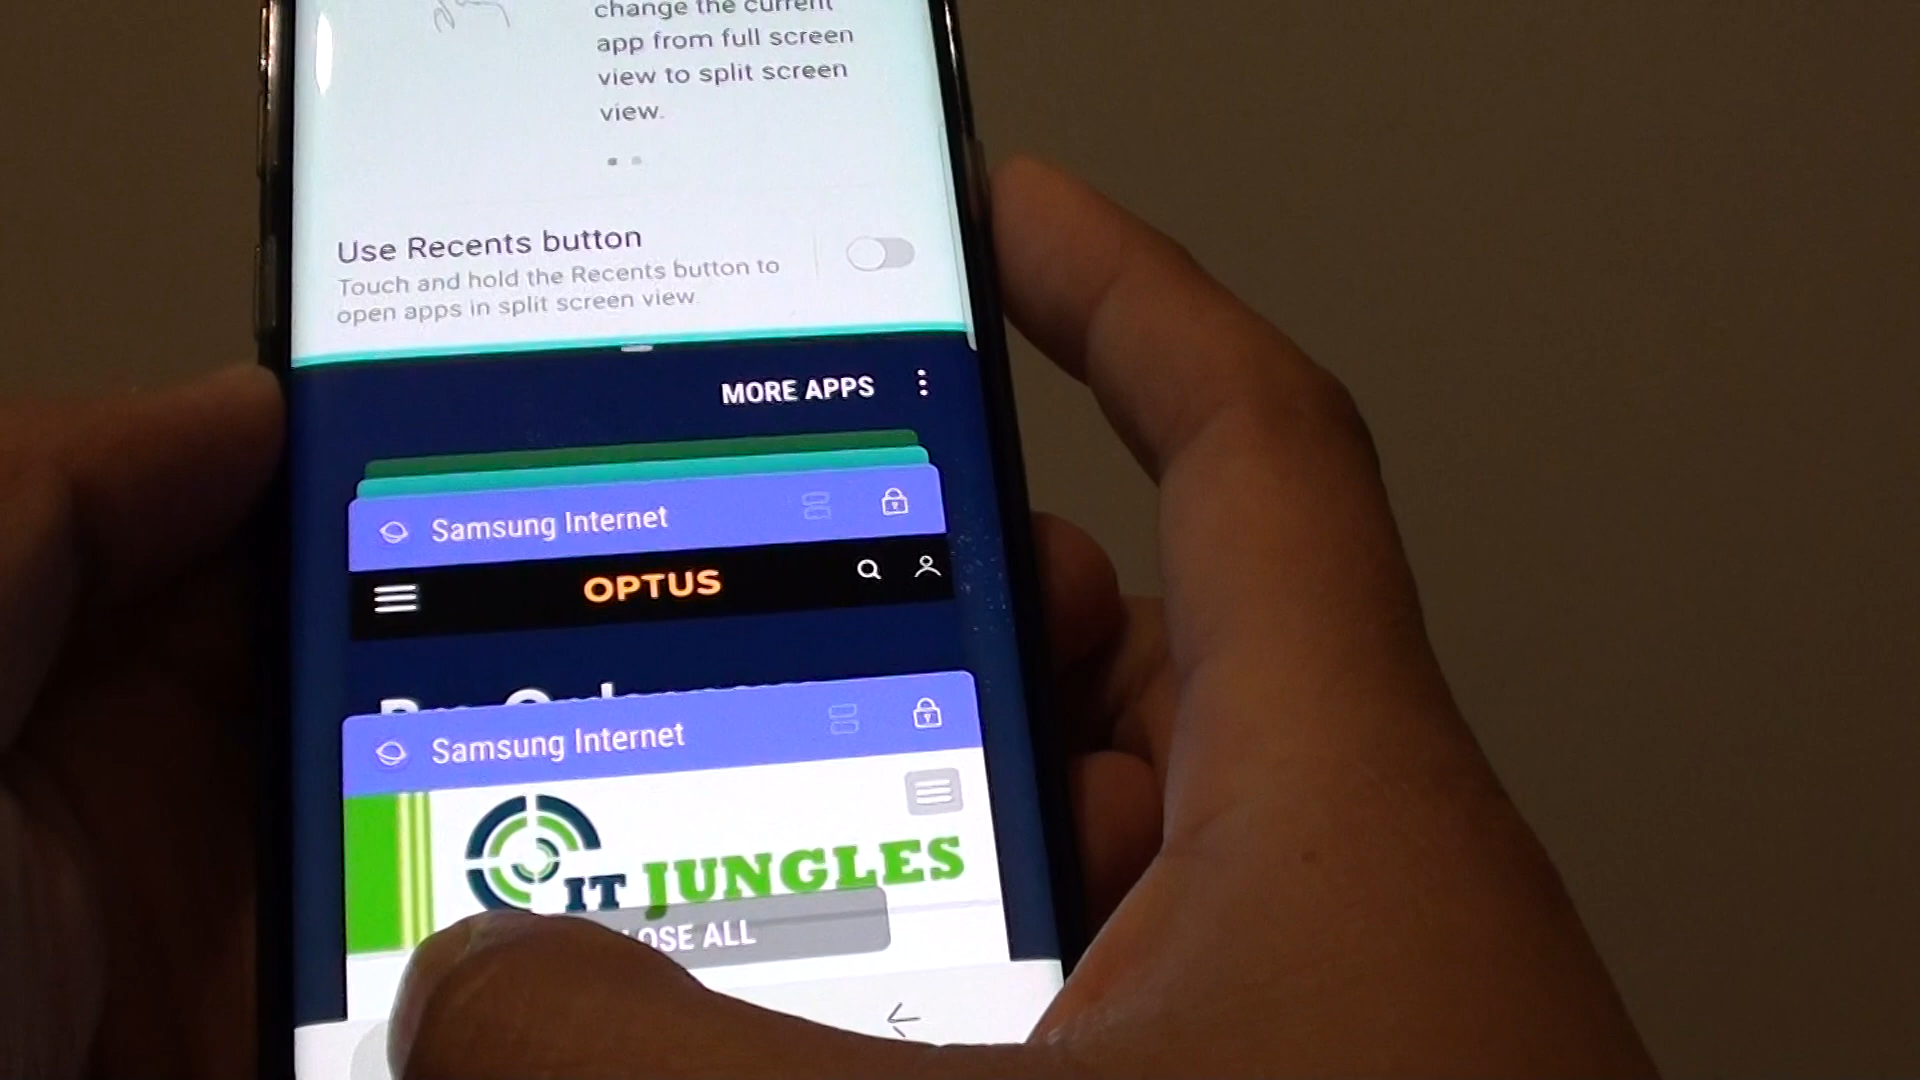 change the current
app from full screen
view to split screen
view.
Use Recents button
Touch and hold the Recents button to
open apps in split screen view.
MORE APPS
Samsung Internet
OPTUS
Samsung Internet
IT JUNGLES
LOSE ALL